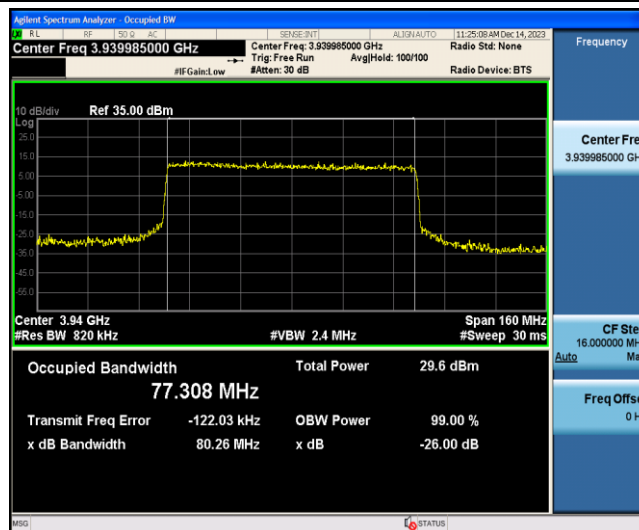 Agilent Spectrum Analyzer - Occupied BW
RL RF 50 Ω AC SENSE:INT ALIGNAUTO 11:25:08 AM Dec 14, 2023
Center Freq 3.939985000 GHz
Center Freq: 3.939985000 GHz
Radio Std: None
Trig: Free Run Avg|Hold: 100/100
#IFGain:Low
#Atten: 30 dB
Radio Device: BTS
10 dB/div Ref 35.00 dBm
Log
25.0
15.0
5.00
-5.00
-15.0
-25.0
-35.0
-45.0
-55.0
Center 3.94 GHz Span 160 MHz
#Res BW 820 kHz #VBW 2.4 MHz #Sweep 30 ms
Occupied Bandwidth Total Power 29.6 dBm
77.308 MHz
Transmit Freq Error -122.03 kHz OBW Power 99.00 %
x dB Bandwidth 80.26 MHz x dB -26.00 dB
MSG STATUS
Frequency
Center Fre
3.939985000 GH
CF Ste
16.000000 MH
Auto Ma
Freq Offse
0 H